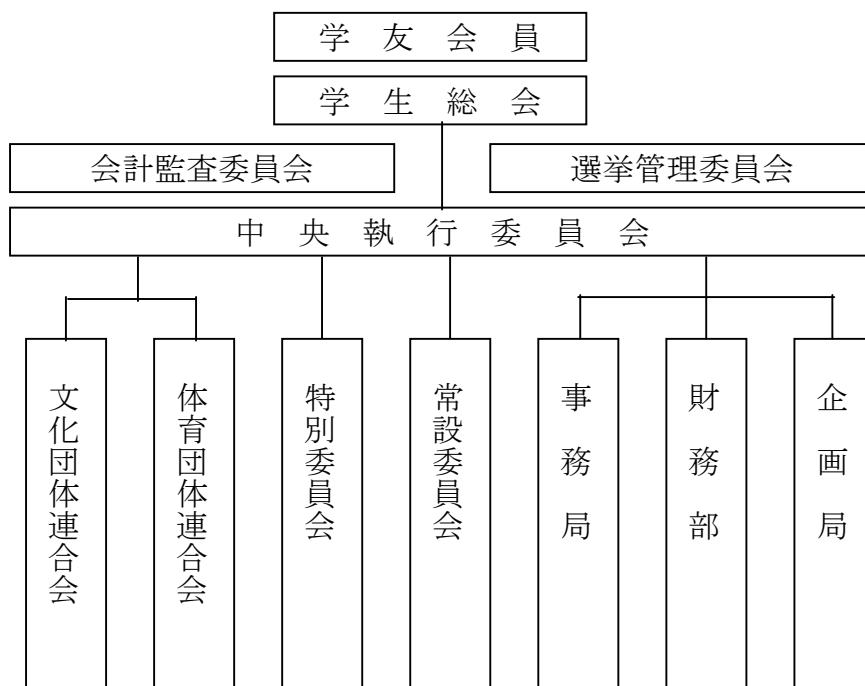 学友会員
学生総会
会計監査委員会
選挙管理委員会
中央執行委員会
文化団体連合会
体育団体連合会
特別委員会
常設委員会
事務局
財務部
企画局